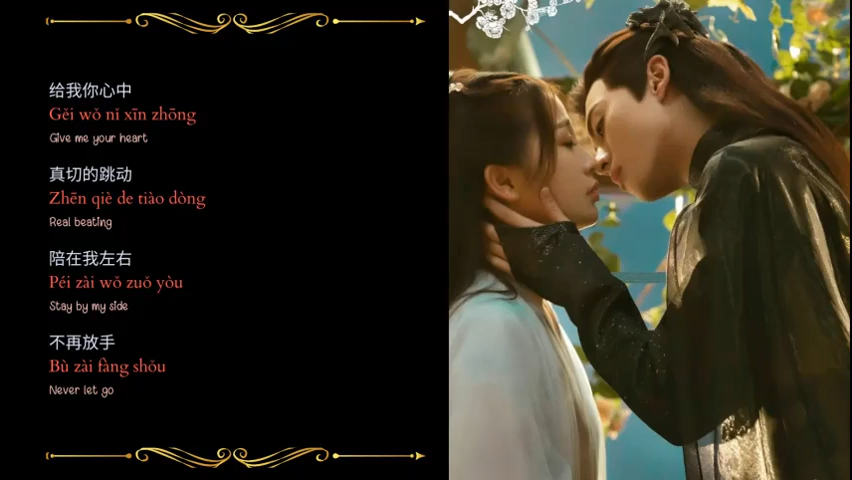 给我你心中
Gěi wǒ nǐ xīn zhōng
Give me your heart
真切的跳动
Zhēn qiè de tiào dòng
Real beating
陪在我左右
Péi zài wǒ zuǒ yòu
Stay by my side
不再放手
Bù zài fàng shǒu
Never let go